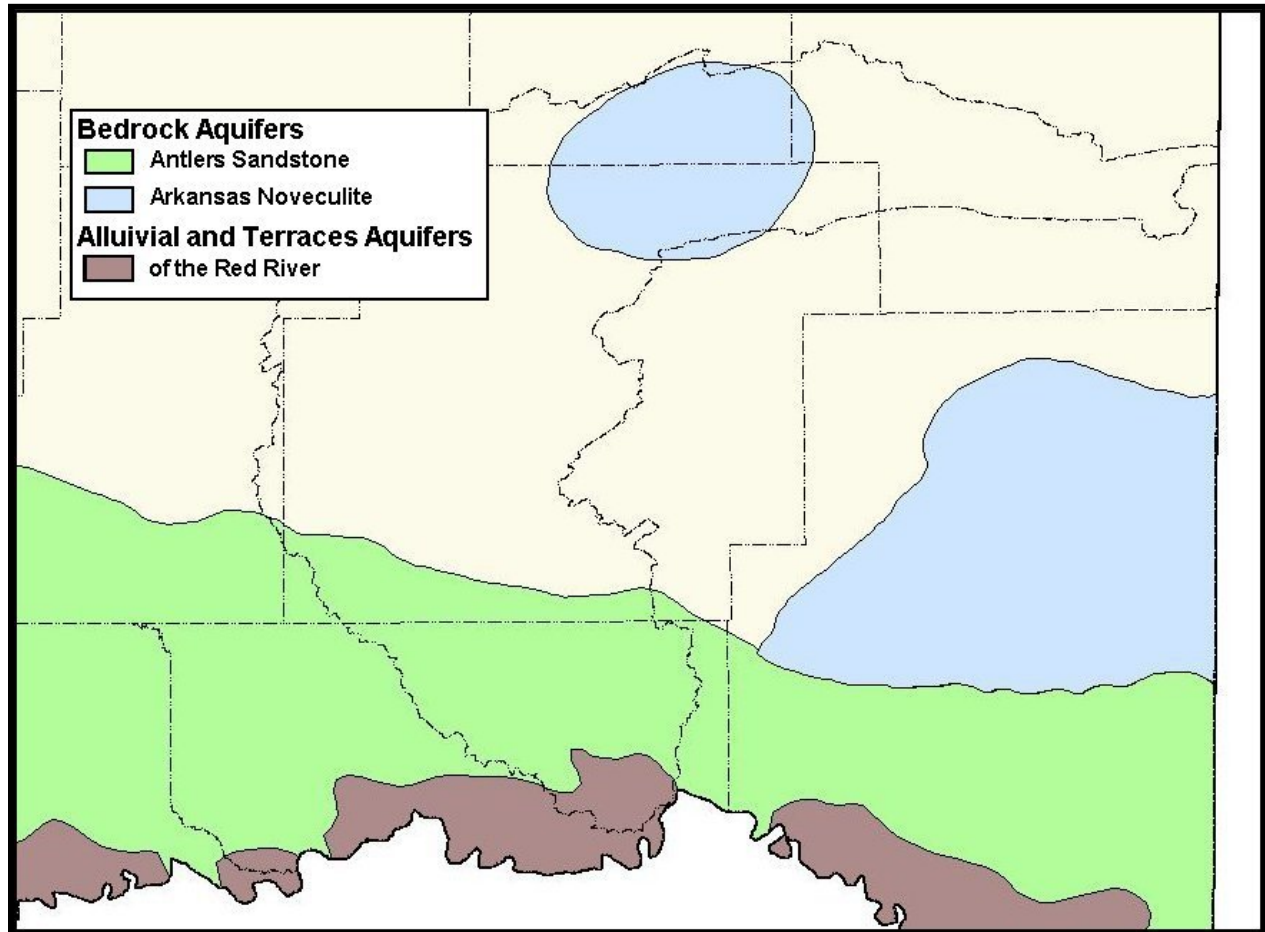 Bedrock Aquifers
Antlers Sandstone
Arkansas Noveculite
Alluivial and Terraces Aquifers
of the Red River